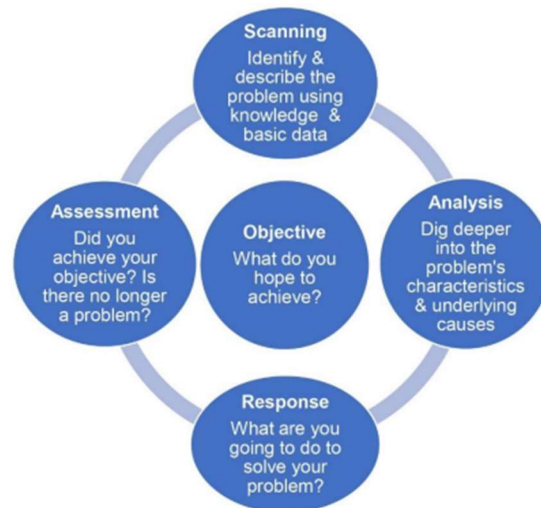 Scanning
Identify &
describe the
problem using
knowledge &
basic data
Analysis
Dig deeper
into the
problem's
characteristics
& underlying
causes
Response
What are you
going to do to
solve your
problem?
Assessment
Did you
achieve your
objective? Is
there no longer
a problem?
Objective
What do you
hope to
achieve?